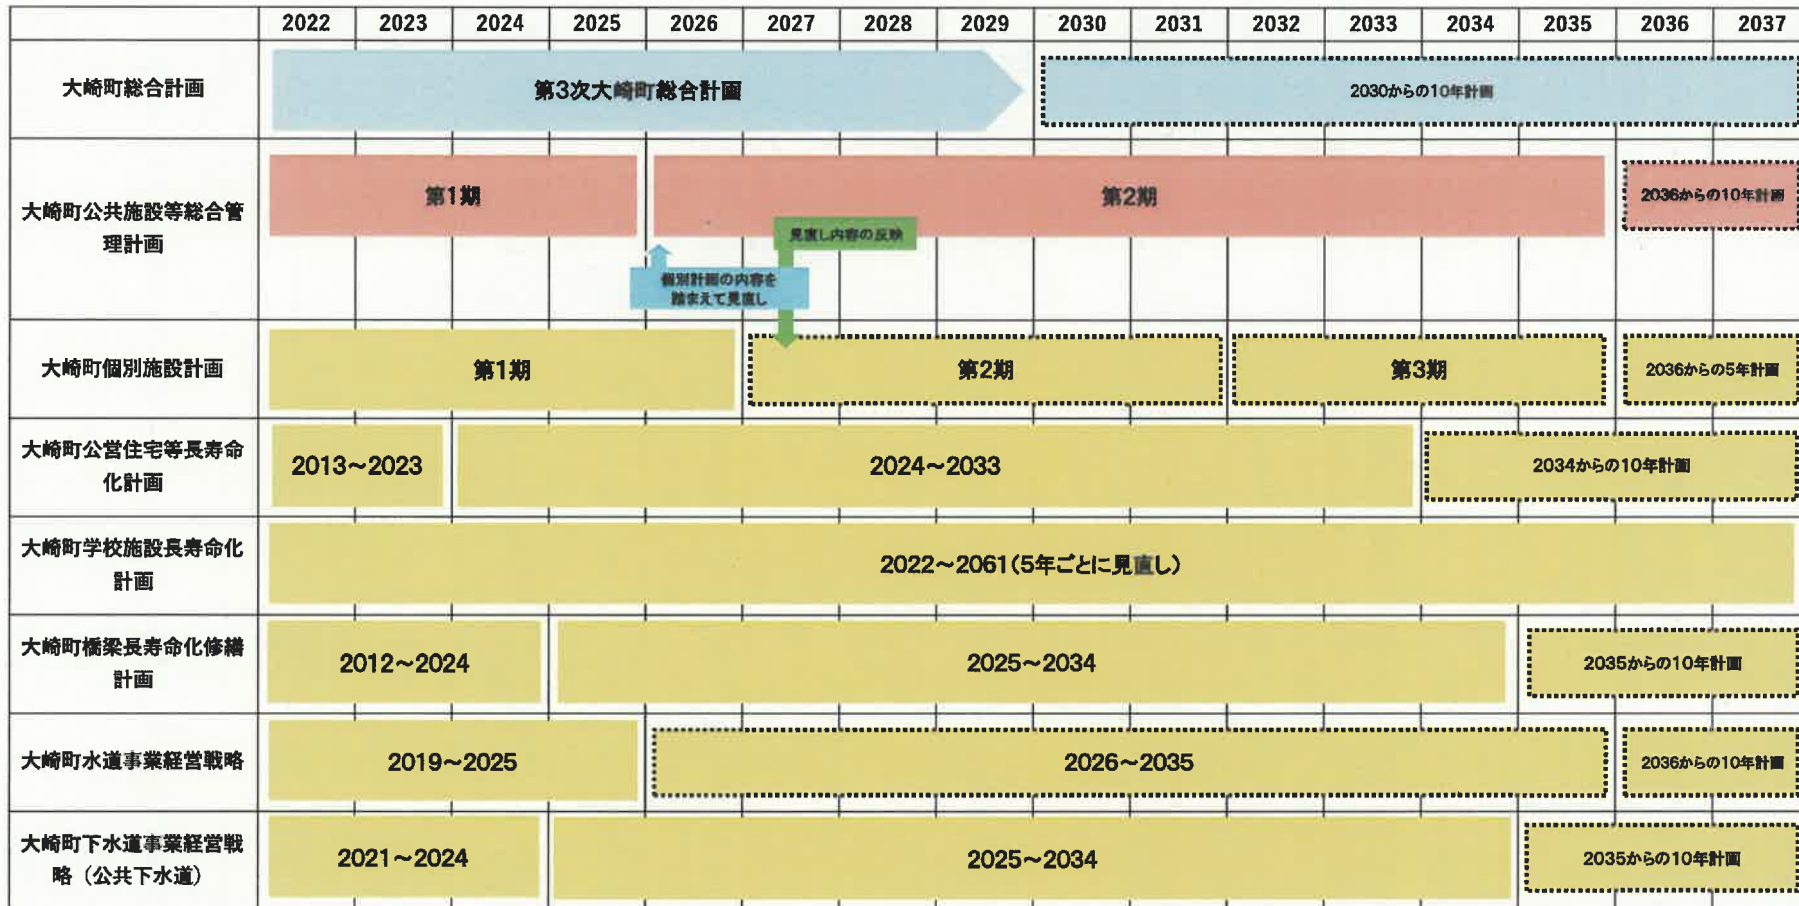 2022 2023 2024 2025 2026 2027 2028 2029 2030 2031 2032 2033 2034 2035 2036 2037
大崎町総合計画
第3次大崎町総合計画
2030からの10年計画
大崎町公共施設等総合管
理計画
第1期
第2期
2036からの10年計画
見直し内容の反映
個別計画の内容を
踏まえて見直し
大崎町個別施設計画
第1期
第2期
第3期
2036からの5年計画
大崎町公営住宅等長寿命
化計画
2013～2023
2024～2033
2034からの10年計画
大崎町学校施設長寿命化
計画
2022～2061（5年ごとに見直し）
大崎町橋梁長寿命化修繕
計画
2012～2024
2025～2034
2035からの10年計画
大崎町水道事業経営戦略
2019～2025
2026～2035
2036からの10年計画
大崎町下水道事業経営戦
略（公共下水道）
2021～2024
2025～2034
2035からの10年計画